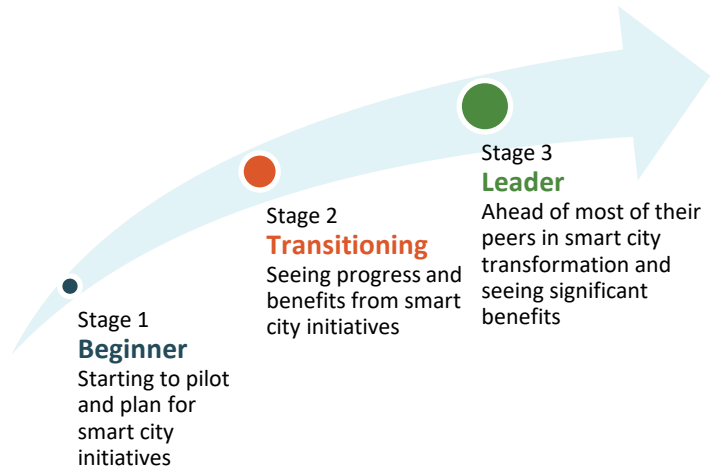 Stage 1
Beginner
Starting to pilot
and plan for
smart city
initiatives
Stage 2
Transitioning
Seeing progress and
benefits from smart
city initiatives
Stage 3
Leader
Ahead of most of their
peers in smart city
transformation and
seeing significant
benefits